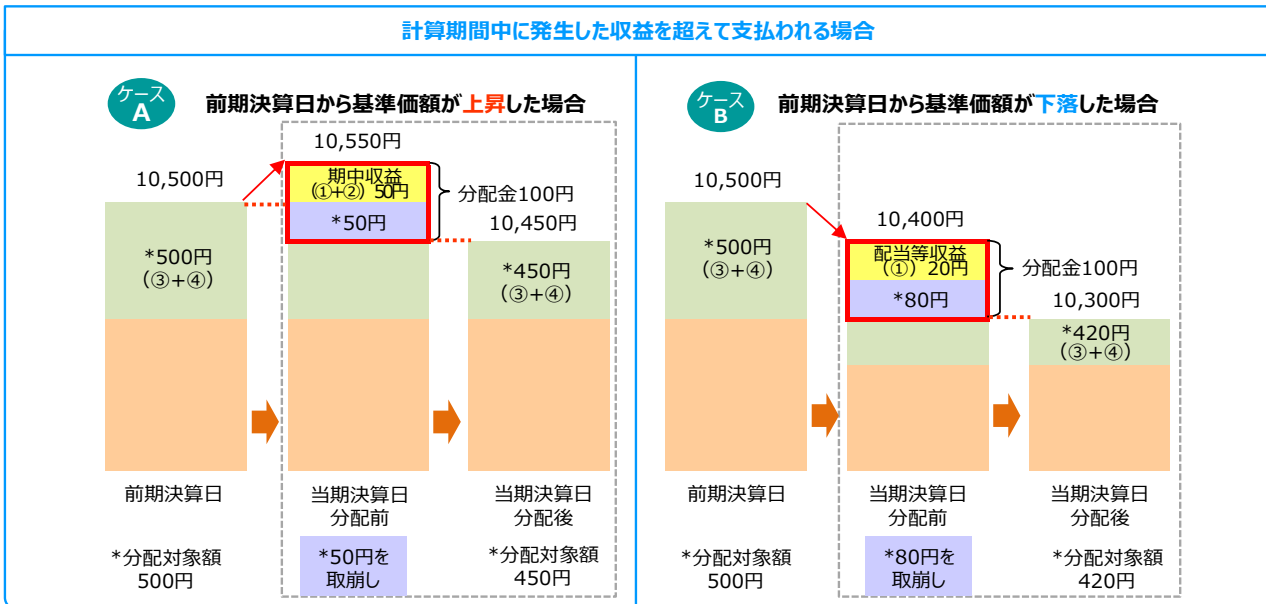 計算期間中に発生した収益を超えて支払われる場合
ケース
A
前期決算日から基準価額が上昇した場合
10,550円
10,500円
期中収益
(①+②) 50円
*50円
分配金100円
10,450円
*500円
(③+④)
*450円
(③+④)
前期決算日
当期決算日
分配前
当期決算日
分配後
*分配対象額
500円
*50円を
取崩し
*分配対象額
450円
ケース
B
前期決算日から基準価額が下落した場合
10,500円
10,400円
配当等収益
(①) 20円
*80円
分配金100円
10,300円
*500円
(③+④)
*420円
(③+④)
前期決算日
当期決算日
分配前
当期決算日
分配後
*分配対象額
500円
*80円を
取崩し
*分配対象額
420円